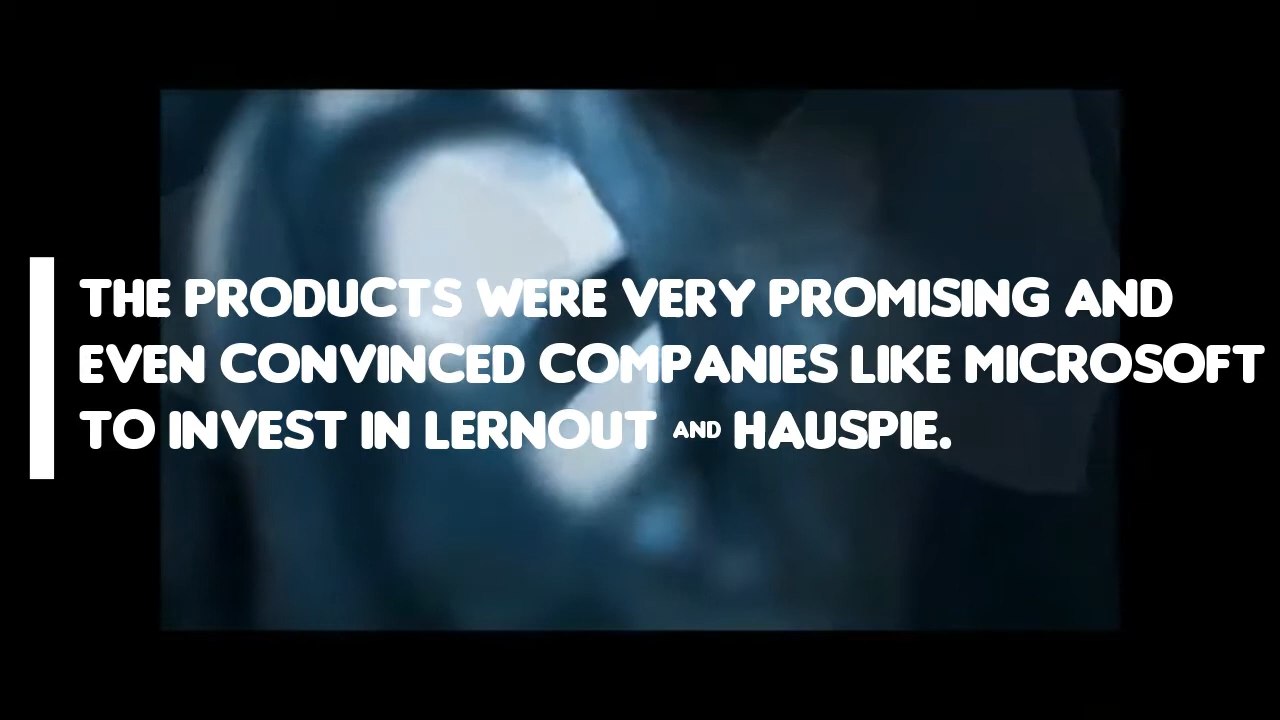 THE PRODUCTS WERE VERY PROMISING AND
EVEN CONVINCED COMPANIES LIKE MICROSOFT
TO INVEST IN LERNOUT AND HAUSPIE.